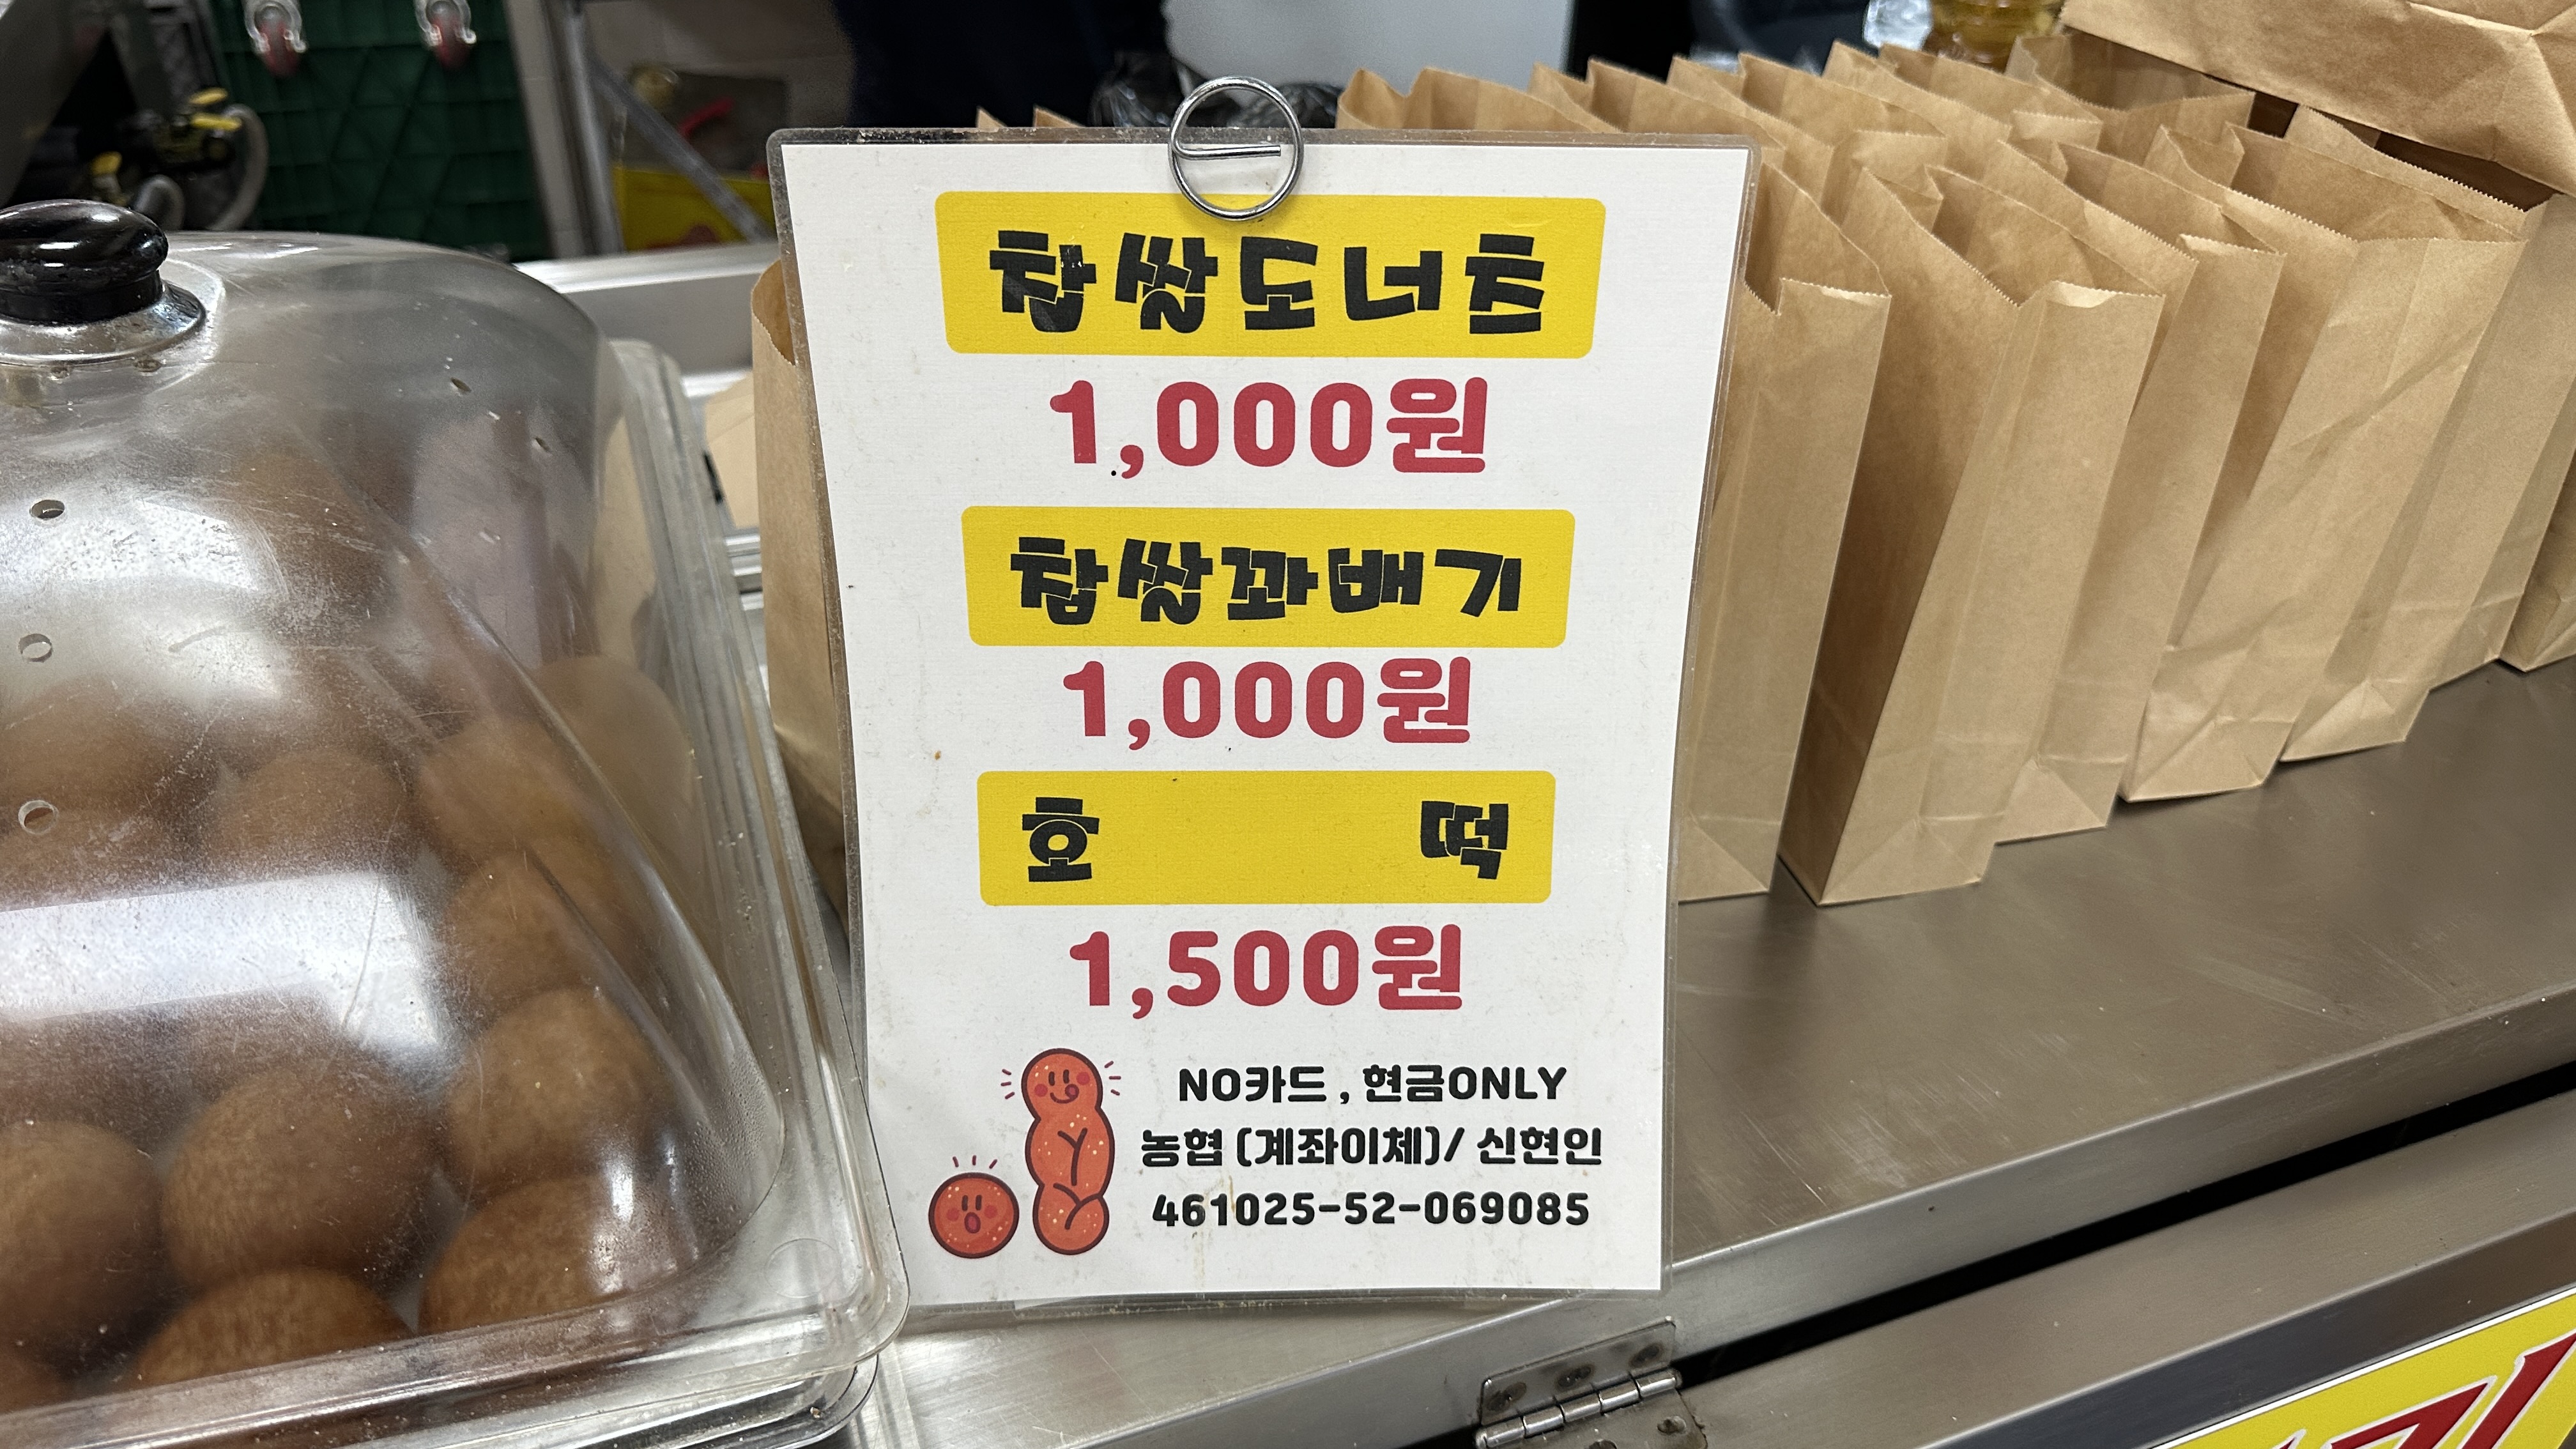 찹쌀도너츠
1,000원
찹쌀꽈배기
1,000원
호 떡
1,500원
NO카드, 현금ONLY
농협 (계좌이체)/ 신현인
461025-52-069085